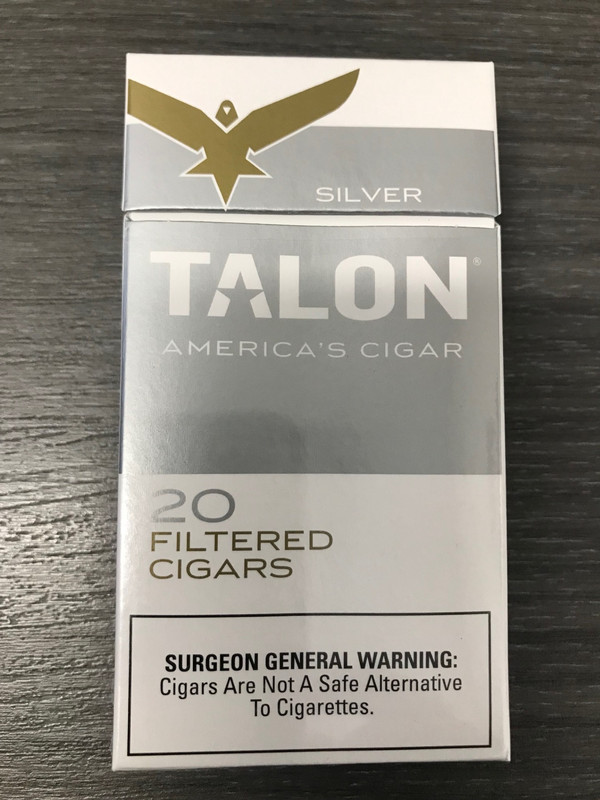 SILVER
TALON®
AMERICA'S CIGAR
20
FILTERED
CIGARS
SURGEON GENERAL WARNING:
Cigars Are Not A Safe Alternative
To Cigarettes.